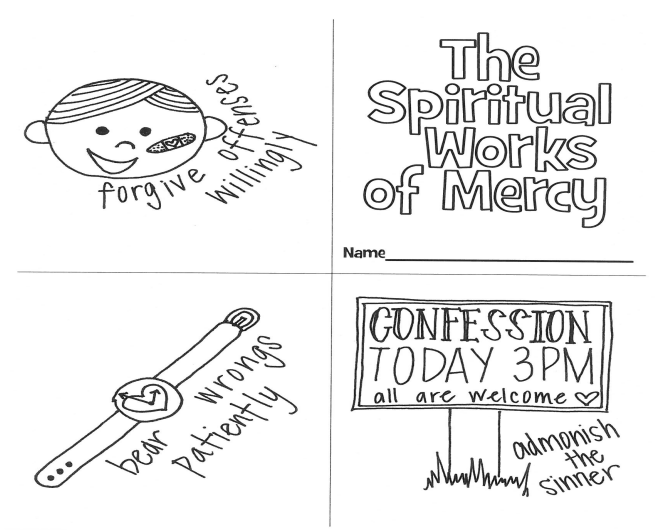 forgive offenses
willingly
The
Spiritual
Works
of Mercy
Name
bear wrongs
patiently
CONFESSION
TODAY 3PM
all are welcome
admonish
the
sinner